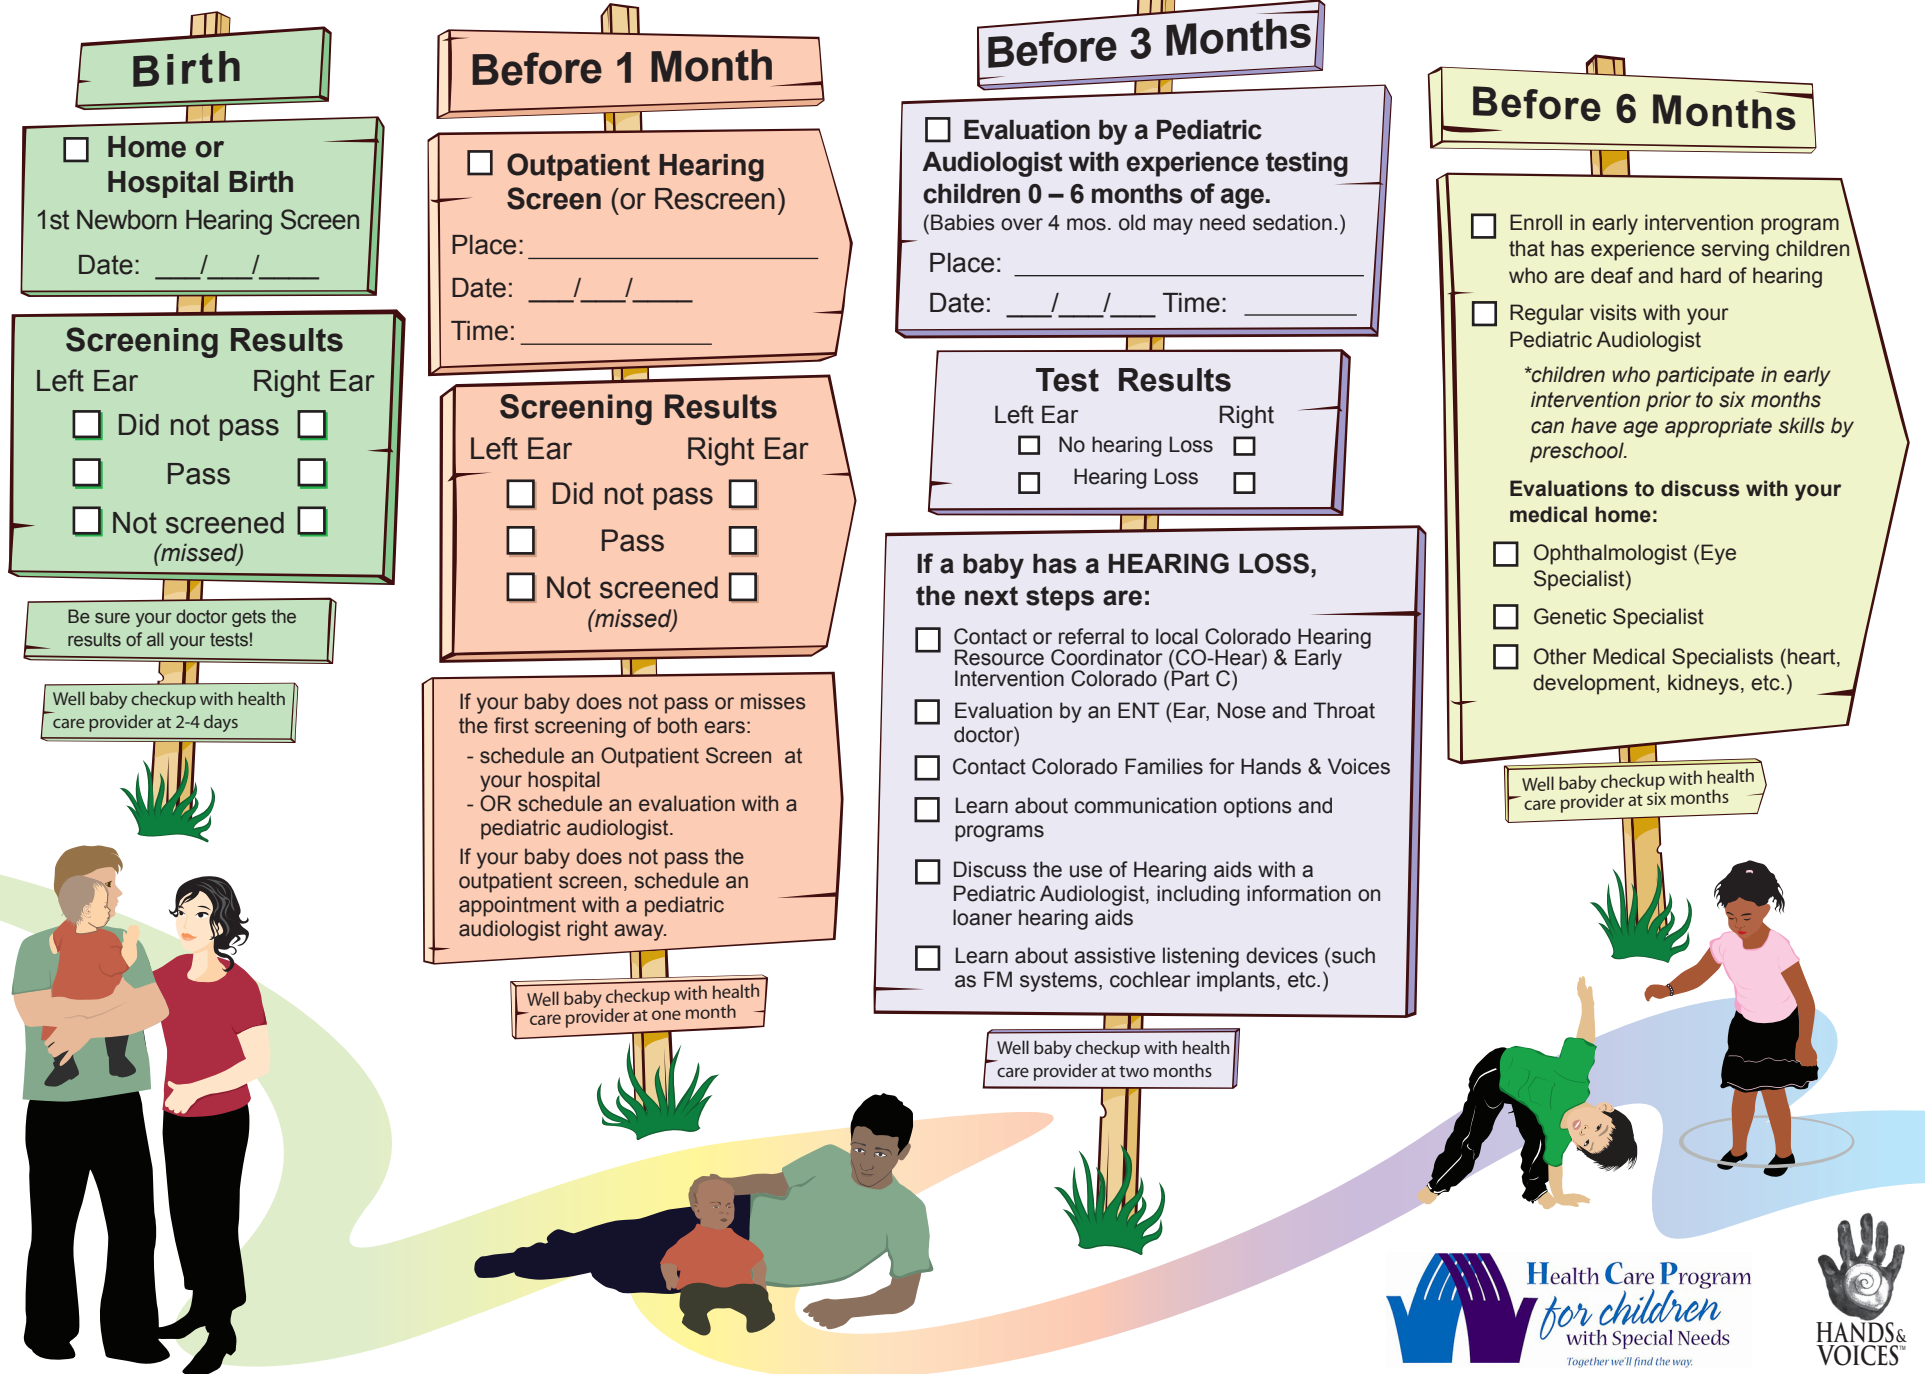 Birth
Home or
Hospital Birth
1st Newborn Hearing Screen
Date: ___/___/____
Screening Results
Left Ear Right Ear
Did not pass
Pass
Not screened
(missed)
Be sure your doctor gets the
results of all your tests!
Well baby checkup with health
care provider at 2-4 days
Before 1 Month
Outpatient Hearing
Screen (or Rescreen)
Place: ____________________
Date: ___/___/____
Time: _____________
Screening Results
Left Ear Right Ear
Did not pass
Pass
Not screened
(missed)
If your baby does not pass or misses
the first screening of both ears:
- schedule an Outpatient Screen at
your hospital
- OR schedule an evaluation with a
pediatric audiologist.
If your baby does not pass the
outpatient screen, schedule an
appointment with a pediatric
audiologist right away.
Well baby checkup with health
care provider at one month
Before 3 Months
Evaluation by a Pediatric
Audiologist with experience testing
children 0 – 6 months of age.
(Babies over 4 mos. old may need sedation.)
Place: ________________________
Date: ___/___/___ Time: ________
Test Results
Left Ear Right
No hearing Loss
Hearing Loss
If a baby has a HEARING LOSS,
the next steps are:
Contact or referral to local Colorado Hearing
Resource Coordinator (CO-Hear) & Early
Intervention Colorado (Part C)
Evaluation by an ENT (Ear, Nose and Throat
doctor)
Contact Colorado Families for Hands & Voices
Learn about communication options and
programs
Discuss the use of Hearing aids with a
Pediatric Audiologist, including information on
loaner hearing aids
Learn about assistive listening devices (such
as FM systems, cochlear implants, etc.)
Well baby checkup with health
care provider at two months
Before 6 Months
Enroll in early intervention program
that has experience serving children
who are deaf and hard of hearing
Regular visits with your
Pediatric Audiologist
*children who participate in early
intervention prior to six months
can have age appropriate skills by
preschool.
Evaluations to discuss with your
medical home:
Ophthalmologist (Eye
Specialist)
Genetic Specialist
Other Medical Specialists (heart,
development, kidneys, etc.)
Well baby checkup with health
care provider at six months
Health Care Program
for children
with Special Needs
Together we'll find the way.
HANDS&
VOICES™